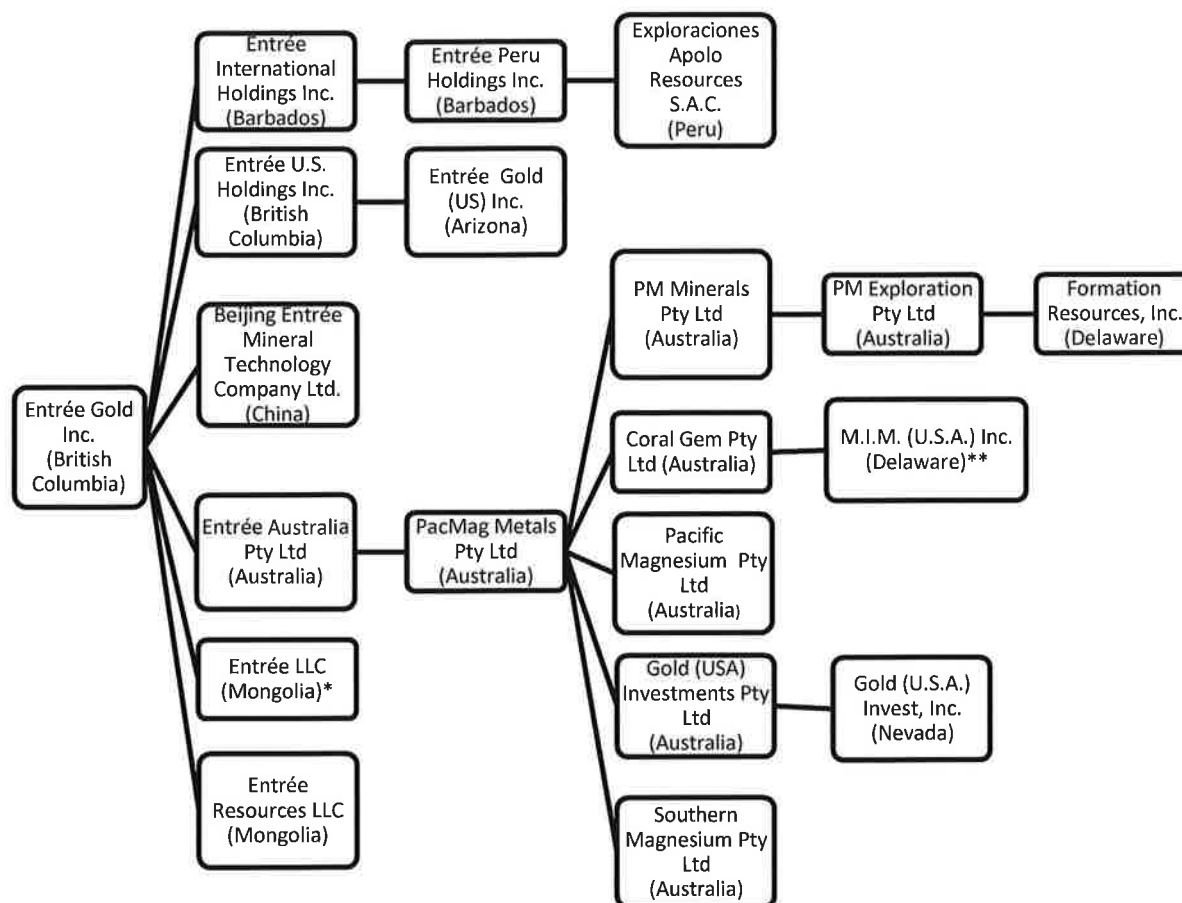 Entrée
International
Holdings Inc.
(Barbados)
Entrée Peru
Holdings Inc.
(Barbados)
Exploraciones
Apolo
Resources
S.A.C.
(Peru)
Entrée U.S.
Holdings Inc.
(British
Columbia)
Entrée Gold
(US) Inc.
(Arizona)
Beijing Entrée
Mineral
Technology
Company Ltd.
(China)
PM Minerals
Pty Ltd
(Australia)
PM Exploration
Pty Ltd
(Australia)
Formation
Resources, Inc.
(Delaware)
Entrée Gold
Inc.
(British
Columbia)
Coral Gem Pty
Ltd (Australia)
M.I.M. (U.S.A.) Inc.
(Delaware)**
Entrée Australia
Pty Ltd
(Australia)
PacMag Metals
Pty Ltd
(Australia)
Pacific
Magnesium Pty
Ltd
(Australia)
Entrée LLC
(Mongolia)*
Gold (USA)
Investments Pty
Ltd
(Australia)
Gold (U.S.A.)
Invest, Inc.
(Nevada)
Entrée
Resources LLC
(Mongolia)
Southern
Magnesium Pty
Ltd
(Australia)